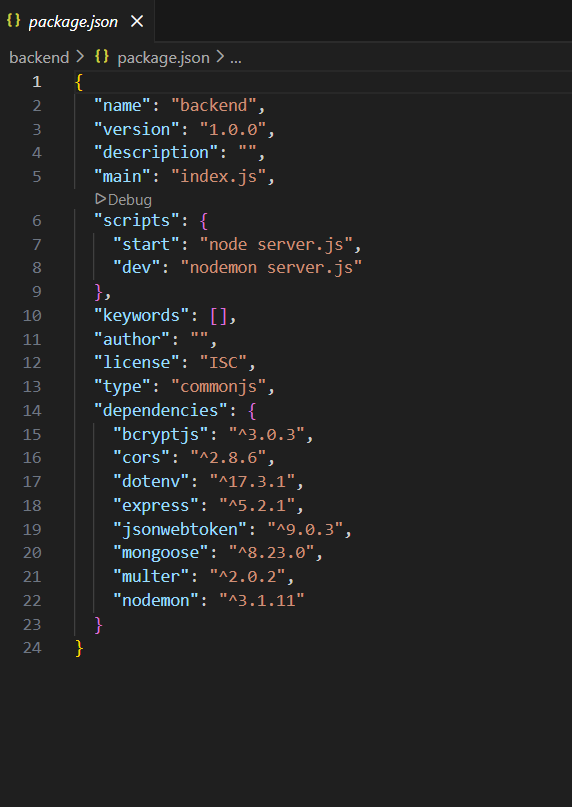 {} package.json ×
backend > {} package.json > ...
1 {
2   "name": "backend",
3   "version": "1.0.0",
4   "description": "",
5   "main": "index.js",
Debug
6   "scripts": {
7     "start": "node server.js",
8     "dev": "nodemon server.js"
9   },
10   "keywords": [],
11   "author": "",
12   "license": "ISC",
13   "type": "commonjs",
14   "dependencies": {
15     "bcryptjs": "^3.0.3",
16     "cors": "^2.8.6",
17     "dotenv": "^17.3.1",
18     "express": "^5.2.1",
19     "jsonwebtoken": "^9.0.3",
20     "mongoose": "^8.23.0",
21     "multer": "^2.0.2",
22     "nodemon": "^3.1.11"
23   }
24 }